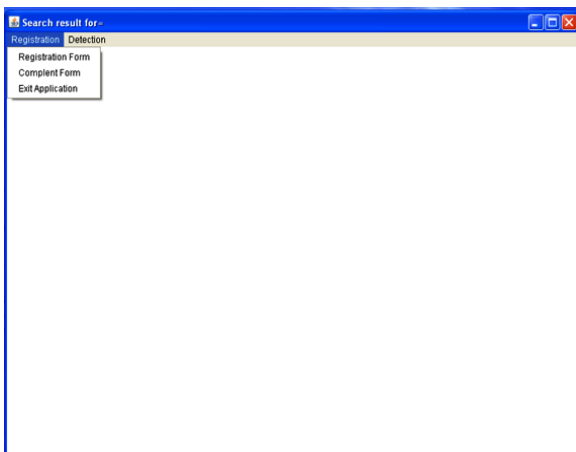 Search result for=
Registration Detection
Registration Form
Complent Form
Exit Application